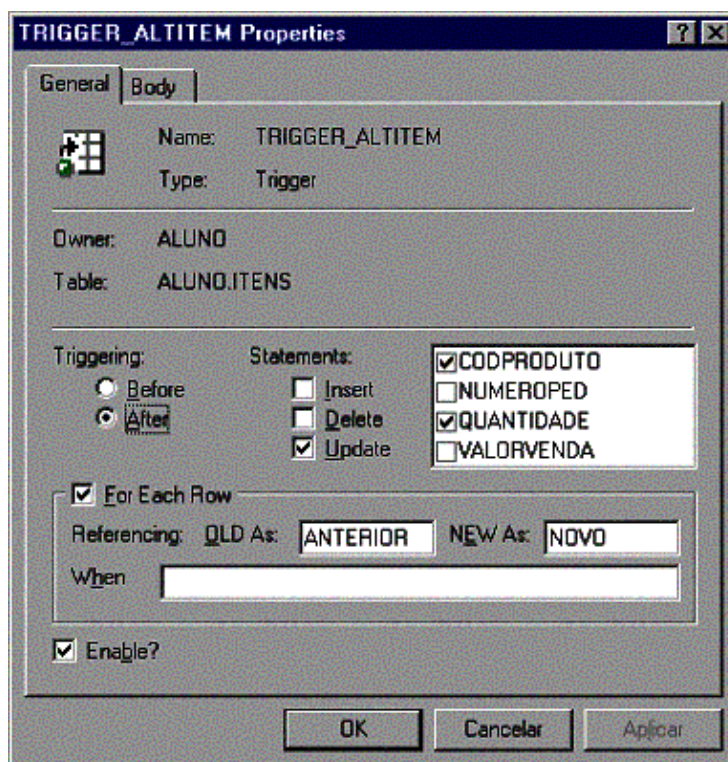 TRIGGER_ALTITEM Properties
General Body
Name: TRIGGER_ALTITEM
Type: Trigger
Owner: ALUNO
Table: ALUNO.ITENS
Triggering: Statements:
Before Insert
After Delete
Update
CODPRODUTO
NUMEROPED
QUANTIDADE
VALORVENDA
For Each Row
Referencing: OLD As: ANTERIOR NEW As: NOVO
When
Enable?
OK Cancelar Aplicar